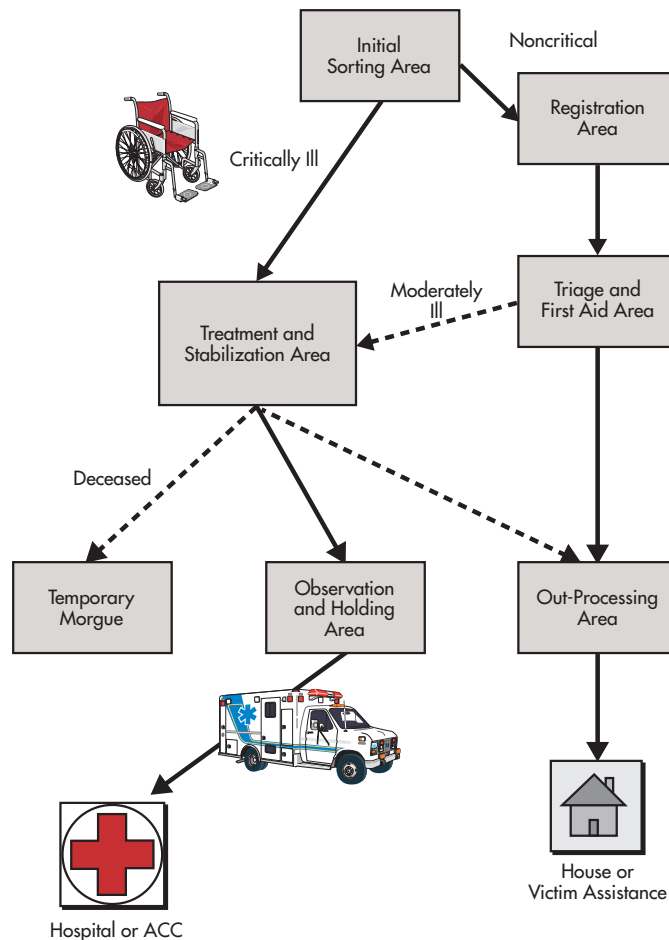 Initial
Sorting Area
Noncritical
Registration
Area
Critically Ill
Treatment and
Stabilization Area
Moderately
Ill
Triage and
First Aid Area
Deceased
Temporary
Morgue
Observation
and Holding
Area
Out-Processing
Area
Hospital or ACC
House or
Victim Assistance